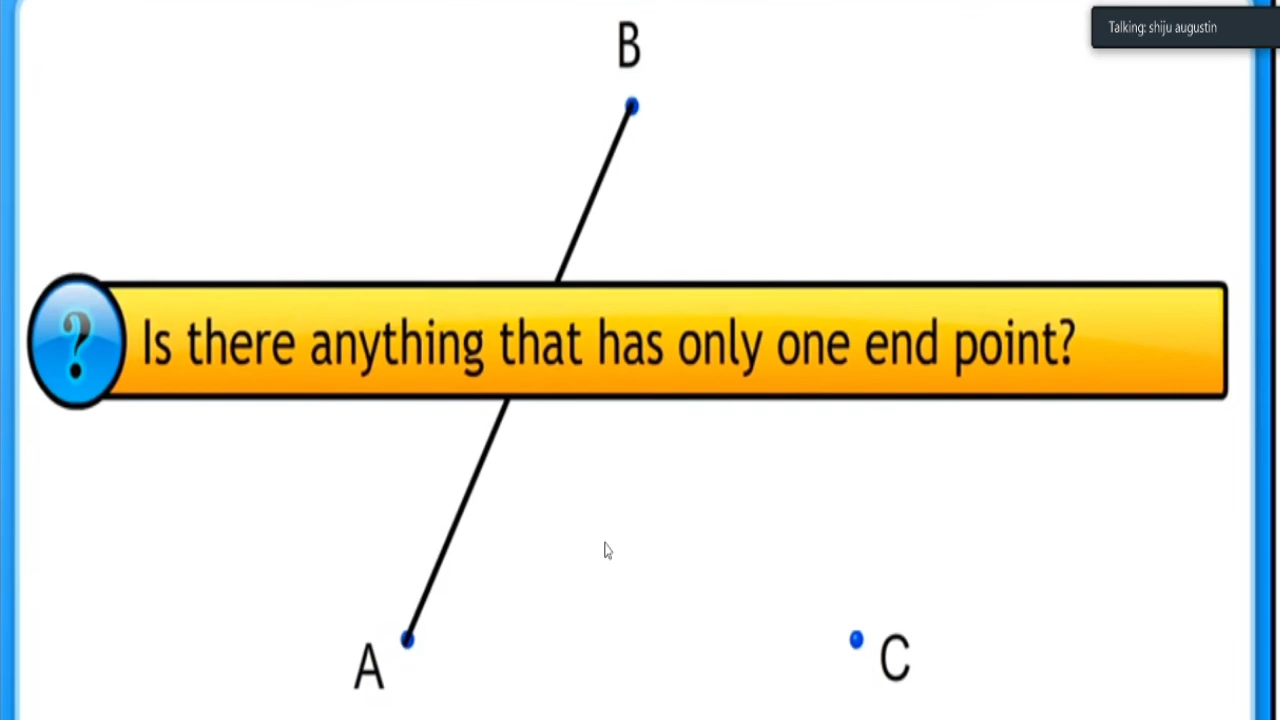 Talking: shiju augustin
B
? Is there anything that has only one end point?
A
C